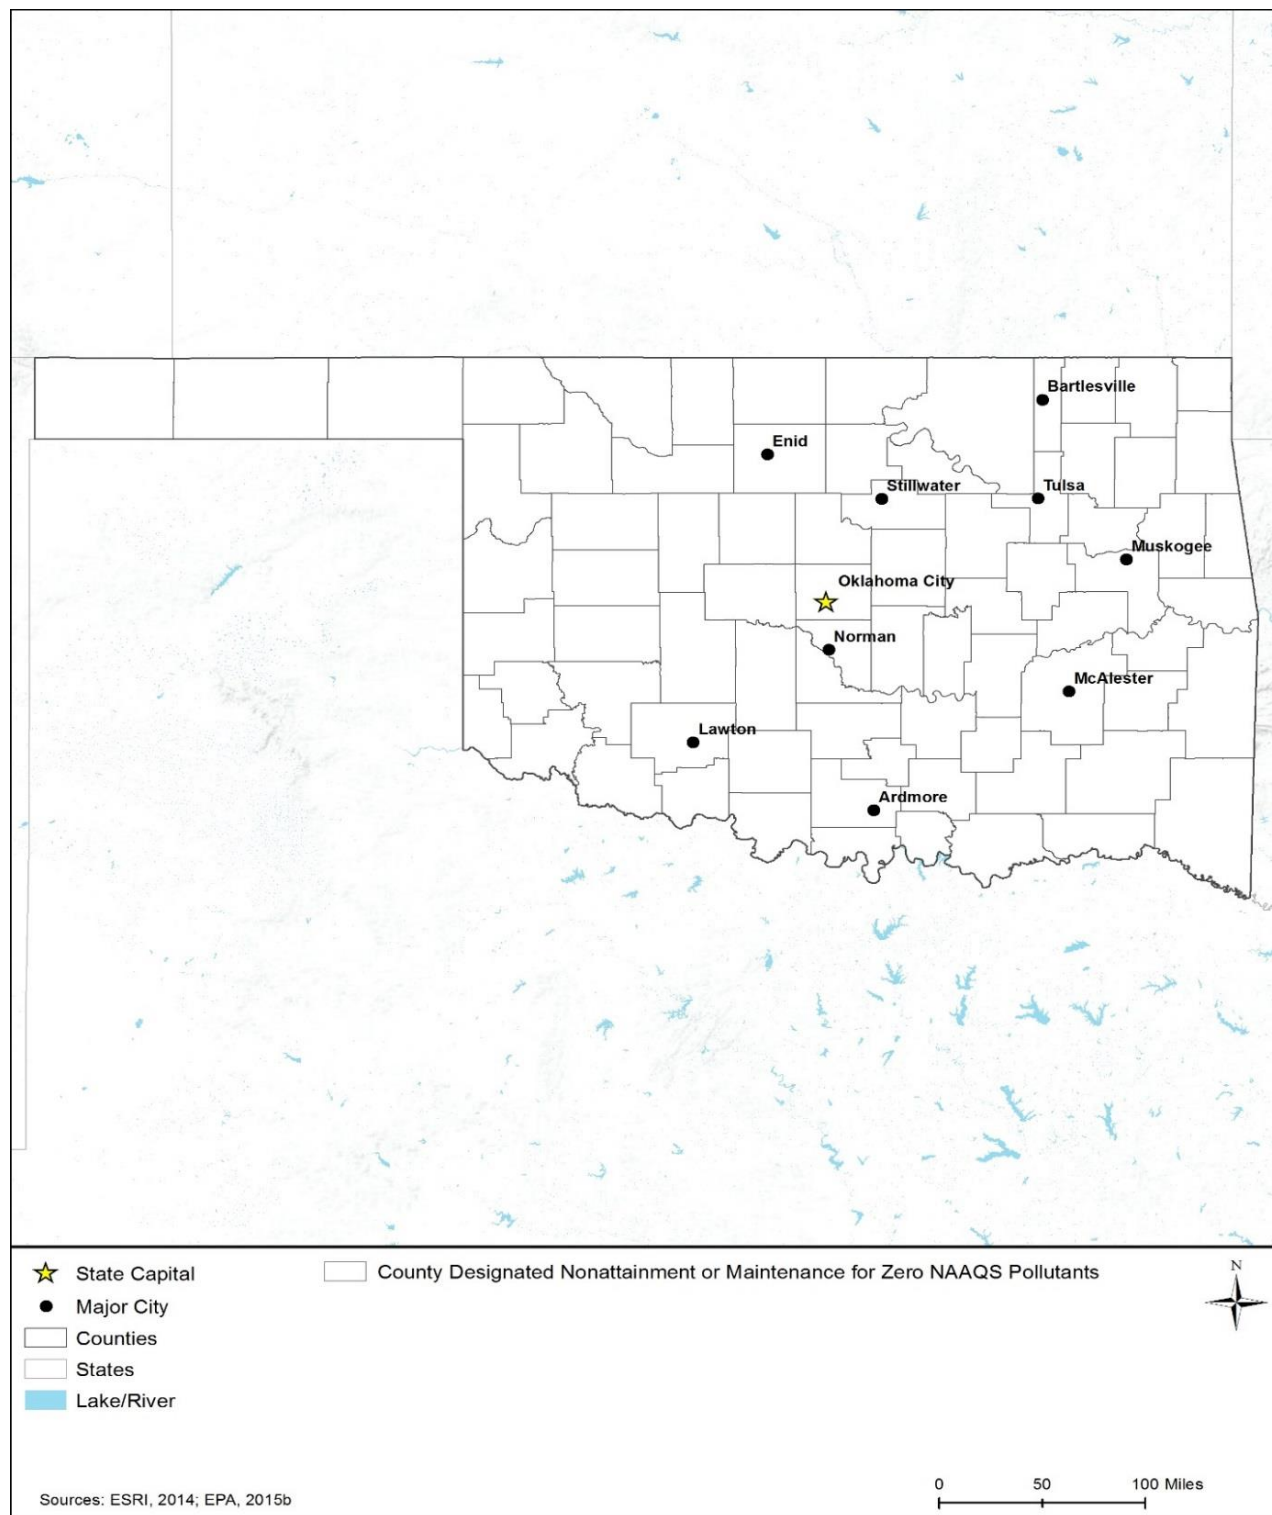 Bartlesville
Enid
Stillwater
Tulsa
Muskogee
Oklahoma City
Norman
McAlester
Lawton
Ardmore
State Capital
County Designated Nonattainment or Maintenance for Zero NAAQS Pollutants
N
Major City
Counties
States
Lake/River
0 50 100 Miles
Sources: ESRI, 2014; EPA, 2015b